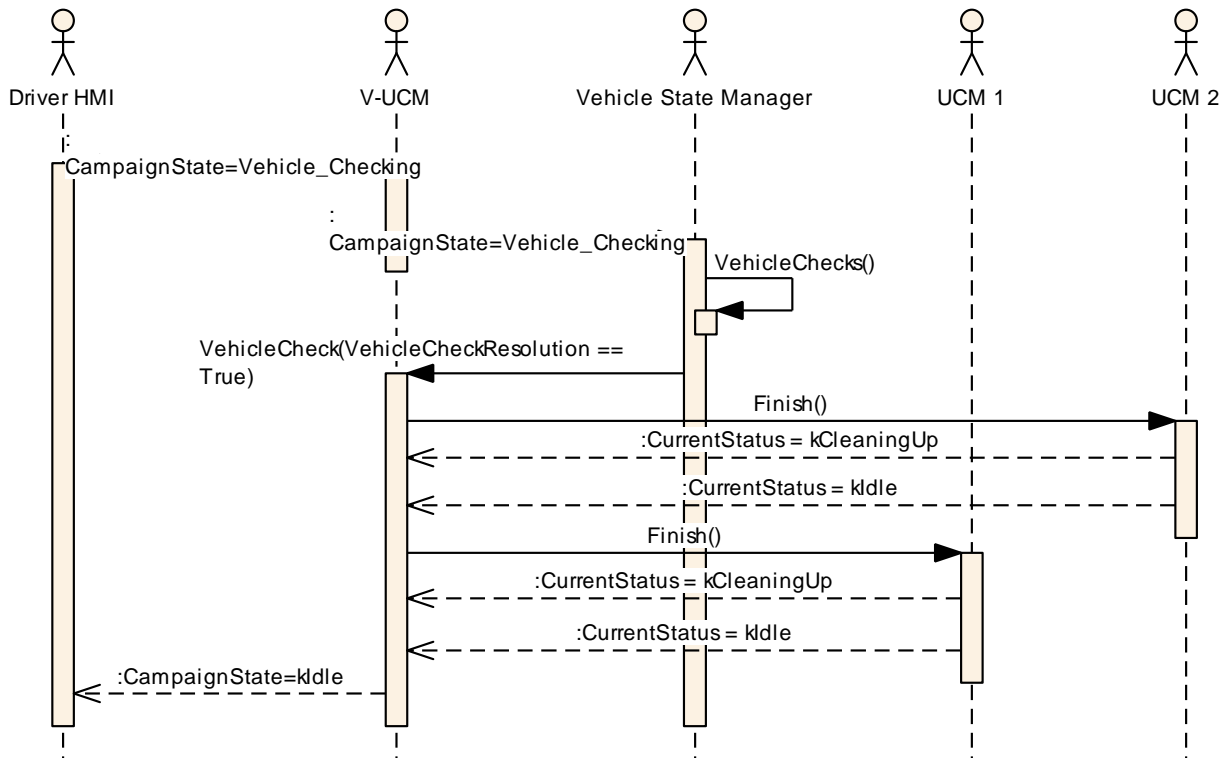 Driver HMI
V-UCM
Vehicle State Manager
UCM 1
UCM 2
:
CampaignState=Vehicle_Checking
:
CampaignState=Vehicle_Checking
VehicleChecks()
VehicleCheck(VehicleCheckResolution ==
True)
Finish()
:CurrentStatus = kCleaningUp
:CurrentStatus = kIdle
Finish()
:CurrentStatus = kCleaningUp
:CurrentStatus = kIdle
:CampaignState=kIdle